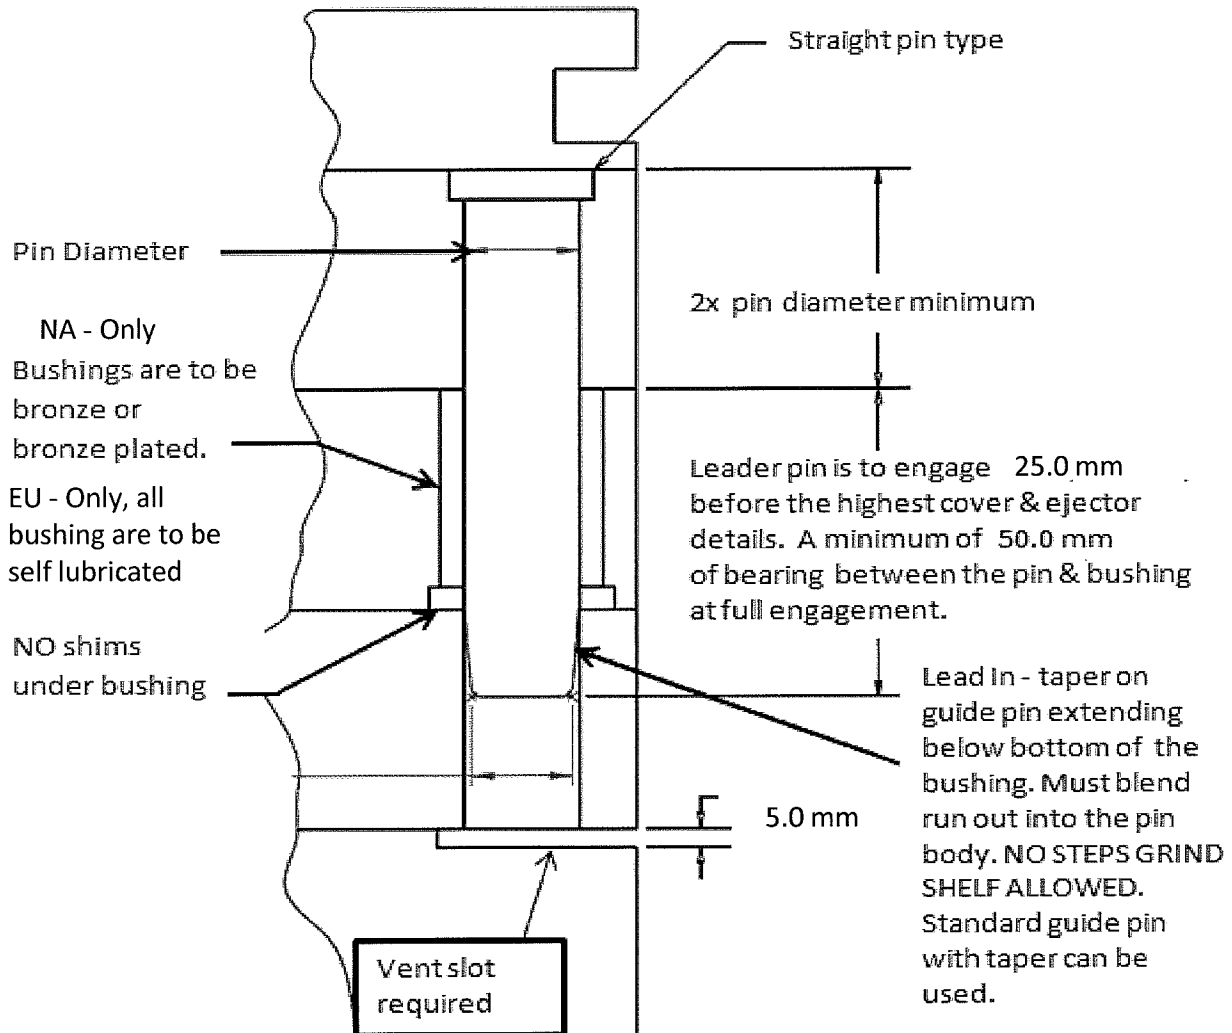 Straight pin type
Pin Diameter
2x pin diameter minimum
NA - Only
Bushings are to be
bronze or
bronze plated.
EU - Only, all
bushing are to be
self lubricated
Leader pin is to engage 25.0 mm
before the highest cover & ejector
details. A minimum of 50.0 mm
of bearing between the pin & bushing
at full engagement.
NO shims
under bushing
Lead In - taper on
guide pin extending
below bottom of the
bushing. Must blend
run out into the pin
body. NO STEPS GRIND
SHELF ALLOWED.
Standard guide pin
with taper can be
used.
5.0 mm
Vent slot
required